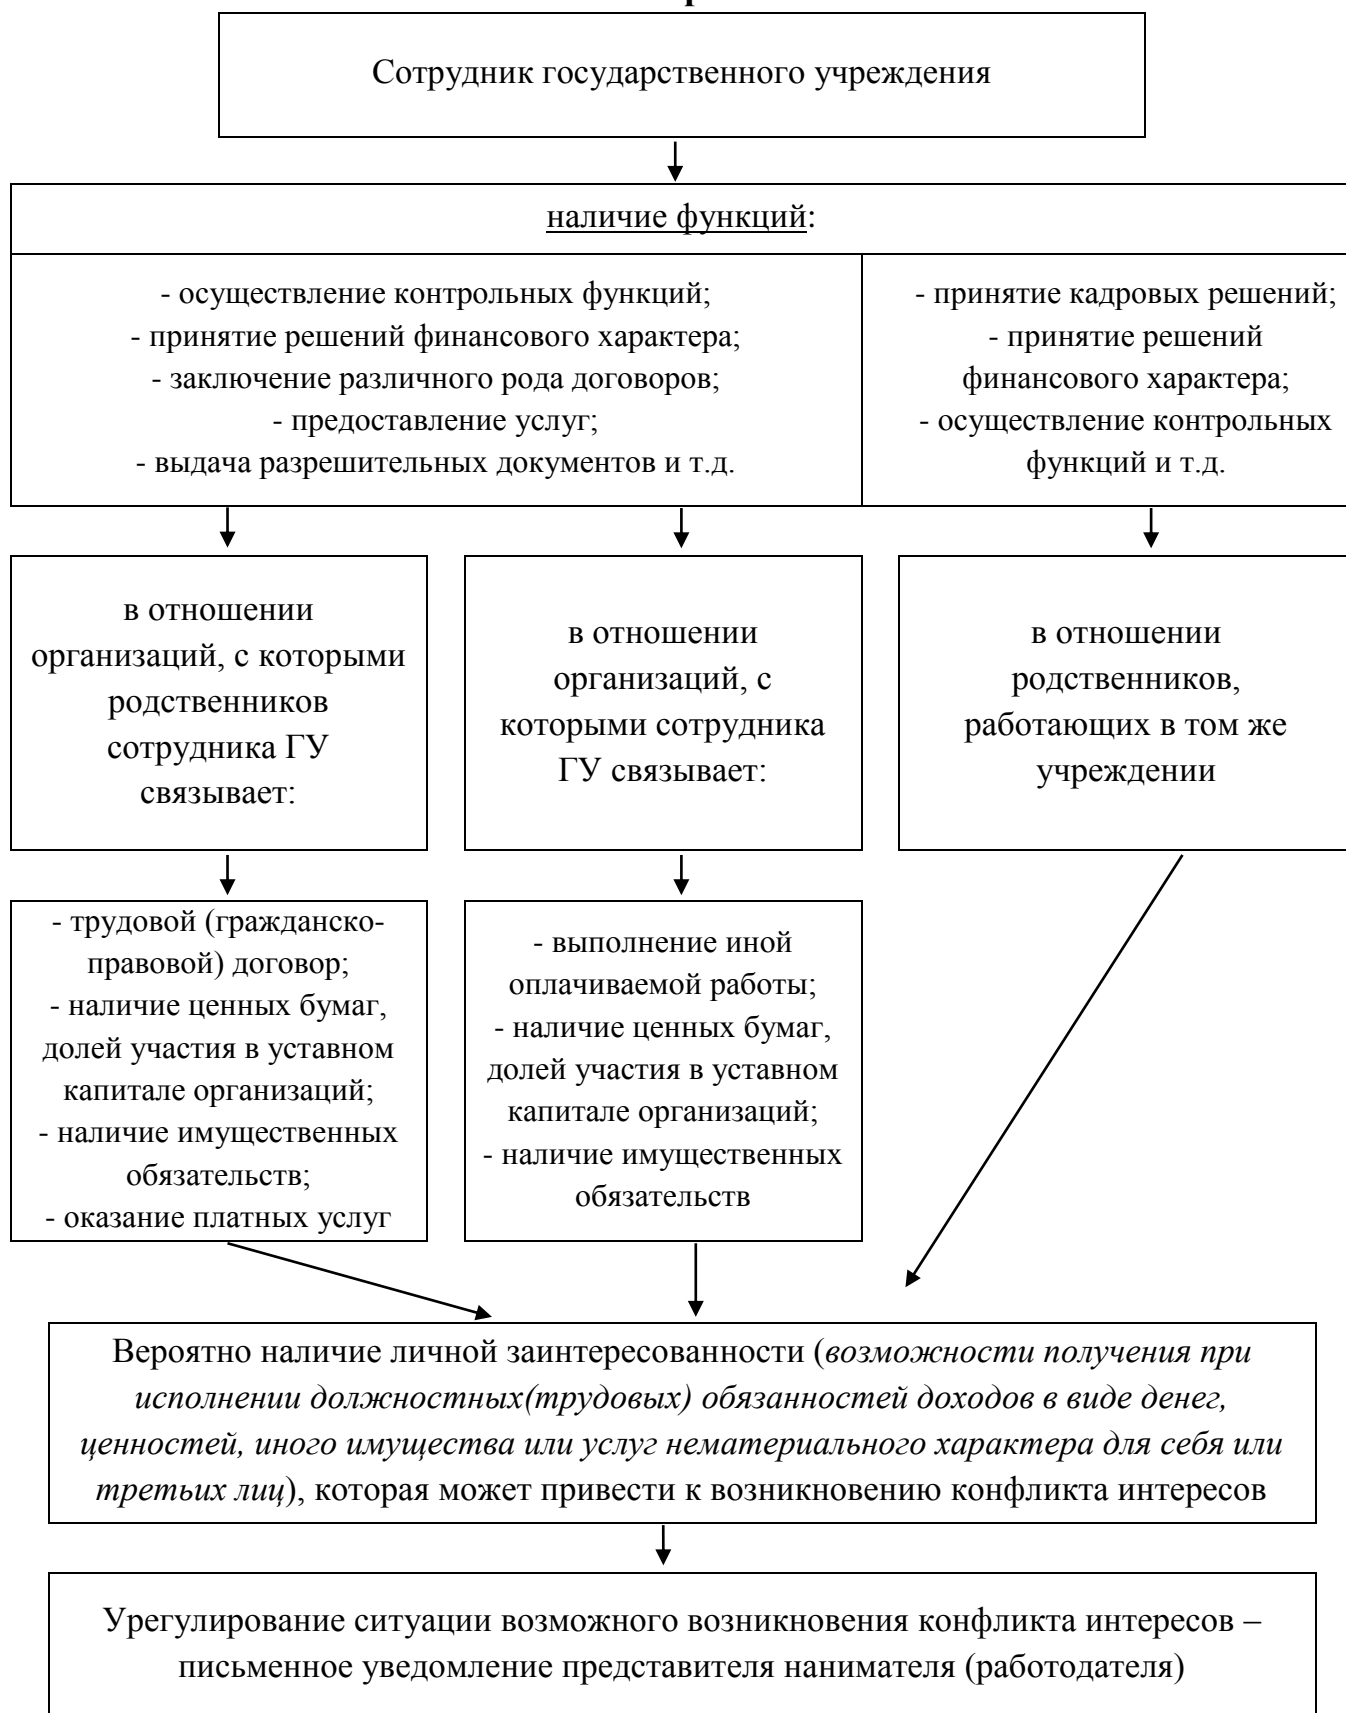 Сотрудник государственного учреждения
наличие функций:
- осуществление контрольных функций;
- принятие решений финансового характера;
- заключение различного рода договоров;
- предоставление услуг;
- выдача разрешительных документов и т.д.
- принятие кадровых решений;
- принятие решений
финансового характера;
- осуществление контрольных
функций и т.д.
в отношении
организаций, с которыми
родственников
сотрудника ГУ
связывает:
в отношении
организаций, с
которыми сотрудника
ГУ связывает:
в отношении
родственников,
работающих в том же
учреждении
- трудовой (гражданско-
правовой) договор;
- наличие ценных бумаг,
долей участия в уставном
капитале организаций;
- наличие имущественных
обязательств;
- оказание платных услуг
- выполнение иной
оплачиваемой работы;
- наличие ценных бумаг,
долей участия в уставном
капитале организаций;
- наличие имущественных
обязательств
Вероятно наличие личной заинтересованности (возможности получения при
исполнении должностных(трудовых) обязанностей доходов в виде денег,
ценностей, иного имущества или услуг нематериального характера для себя или
третьих лиц), которая может привести к возникновению конфликта интересов
Урегулирование ситуации возможного возникновения конфликта интересов –
письменное уведомление представителя нанимателя (работодателя)